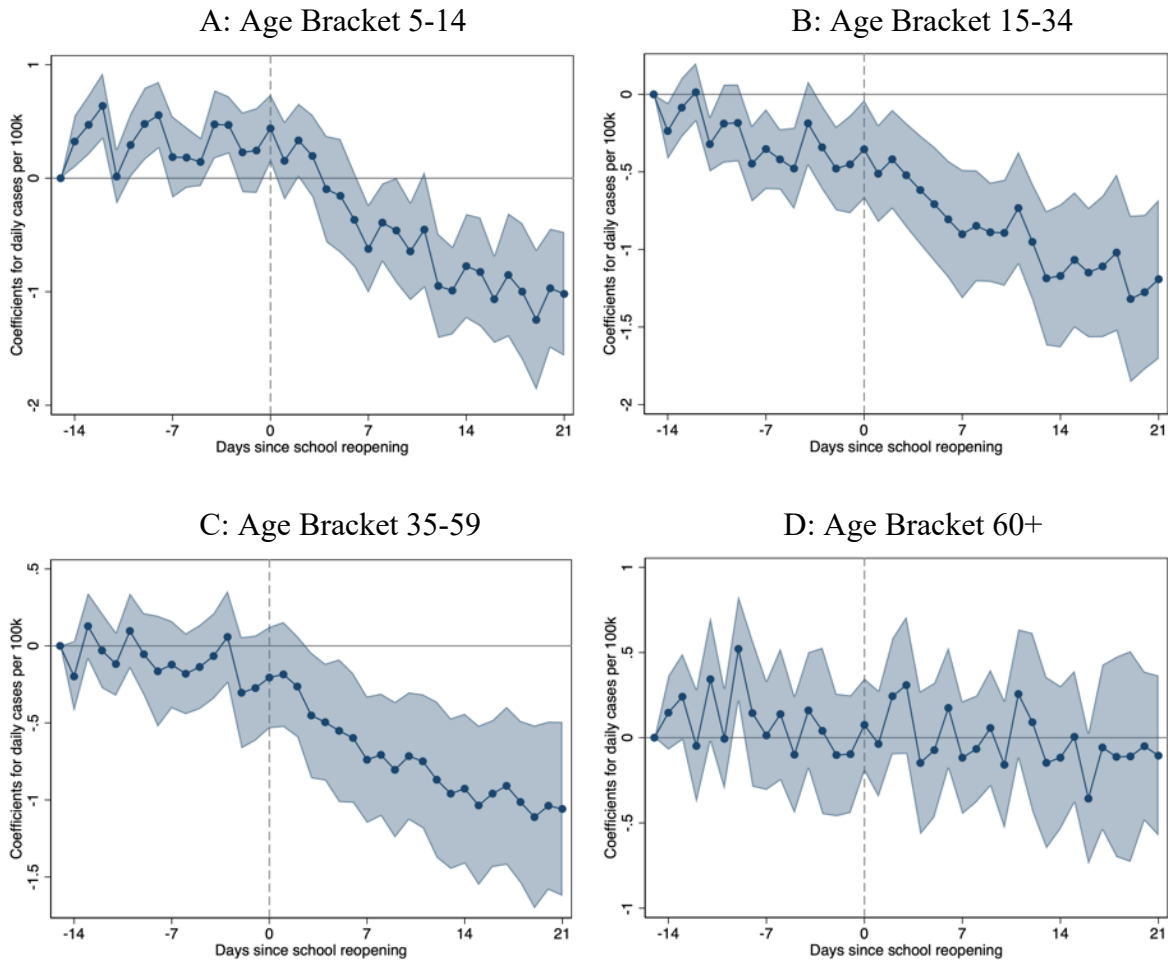 A: Age Bracket 5-14
Coefficients for daily cases per 100k
1
0
-1
-2
-14 -7 0 7 14 21
Days since school reopening
B: Age Bracket 15-34
Coefficients for daily cases per 100k
0
-.5
-1
-1.5
-2
-14 -7 0 7 14 21
Days since school reopening
C: Age Bracket 35-59
Coefficients for daily cases per 100k
.5
0
-.5
-1
-1.5
-14 -7 0 7 14 21
Days since school reopening
D: Age Bracket 60+
Coefficients for daily cases per 100k
1
.5
0
-.5
-1
-14 -7 0 7 14 21
Days since school reopening